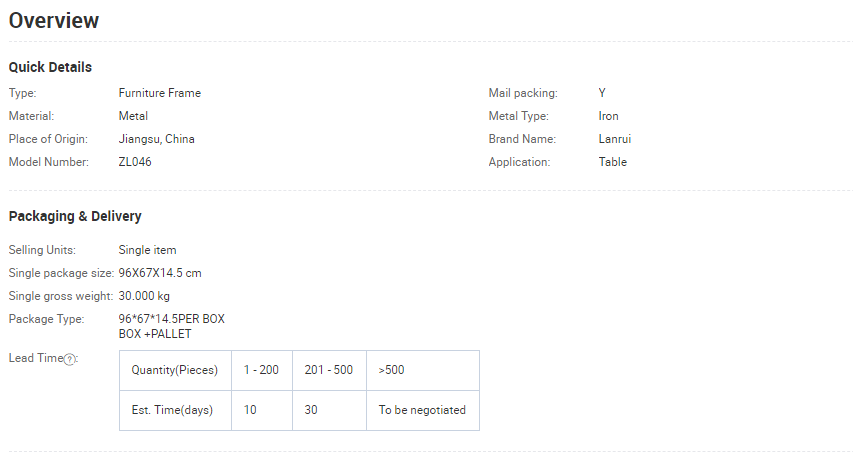 Overview
Quick Details
Type: Furniture Frame Mail packing: Y
Material: Metal Metal Type: Iron
Place of Origin: Jiangsu, China Brand Name: Lanrui
Model Number: ZL046 Application: Table
Packaging & Delivery
Selling Units: Single item
Single package size: 96X67X14.5 cm
Single gross weight: 30.000 kg
Package Type: 96*67*14.5PER BOX
BOX +PALLET
Lead Time?:
Quantity(Pieces) 1 - 200 201 - 500 >500
Est. Time(days) 10 30 To be negotiated